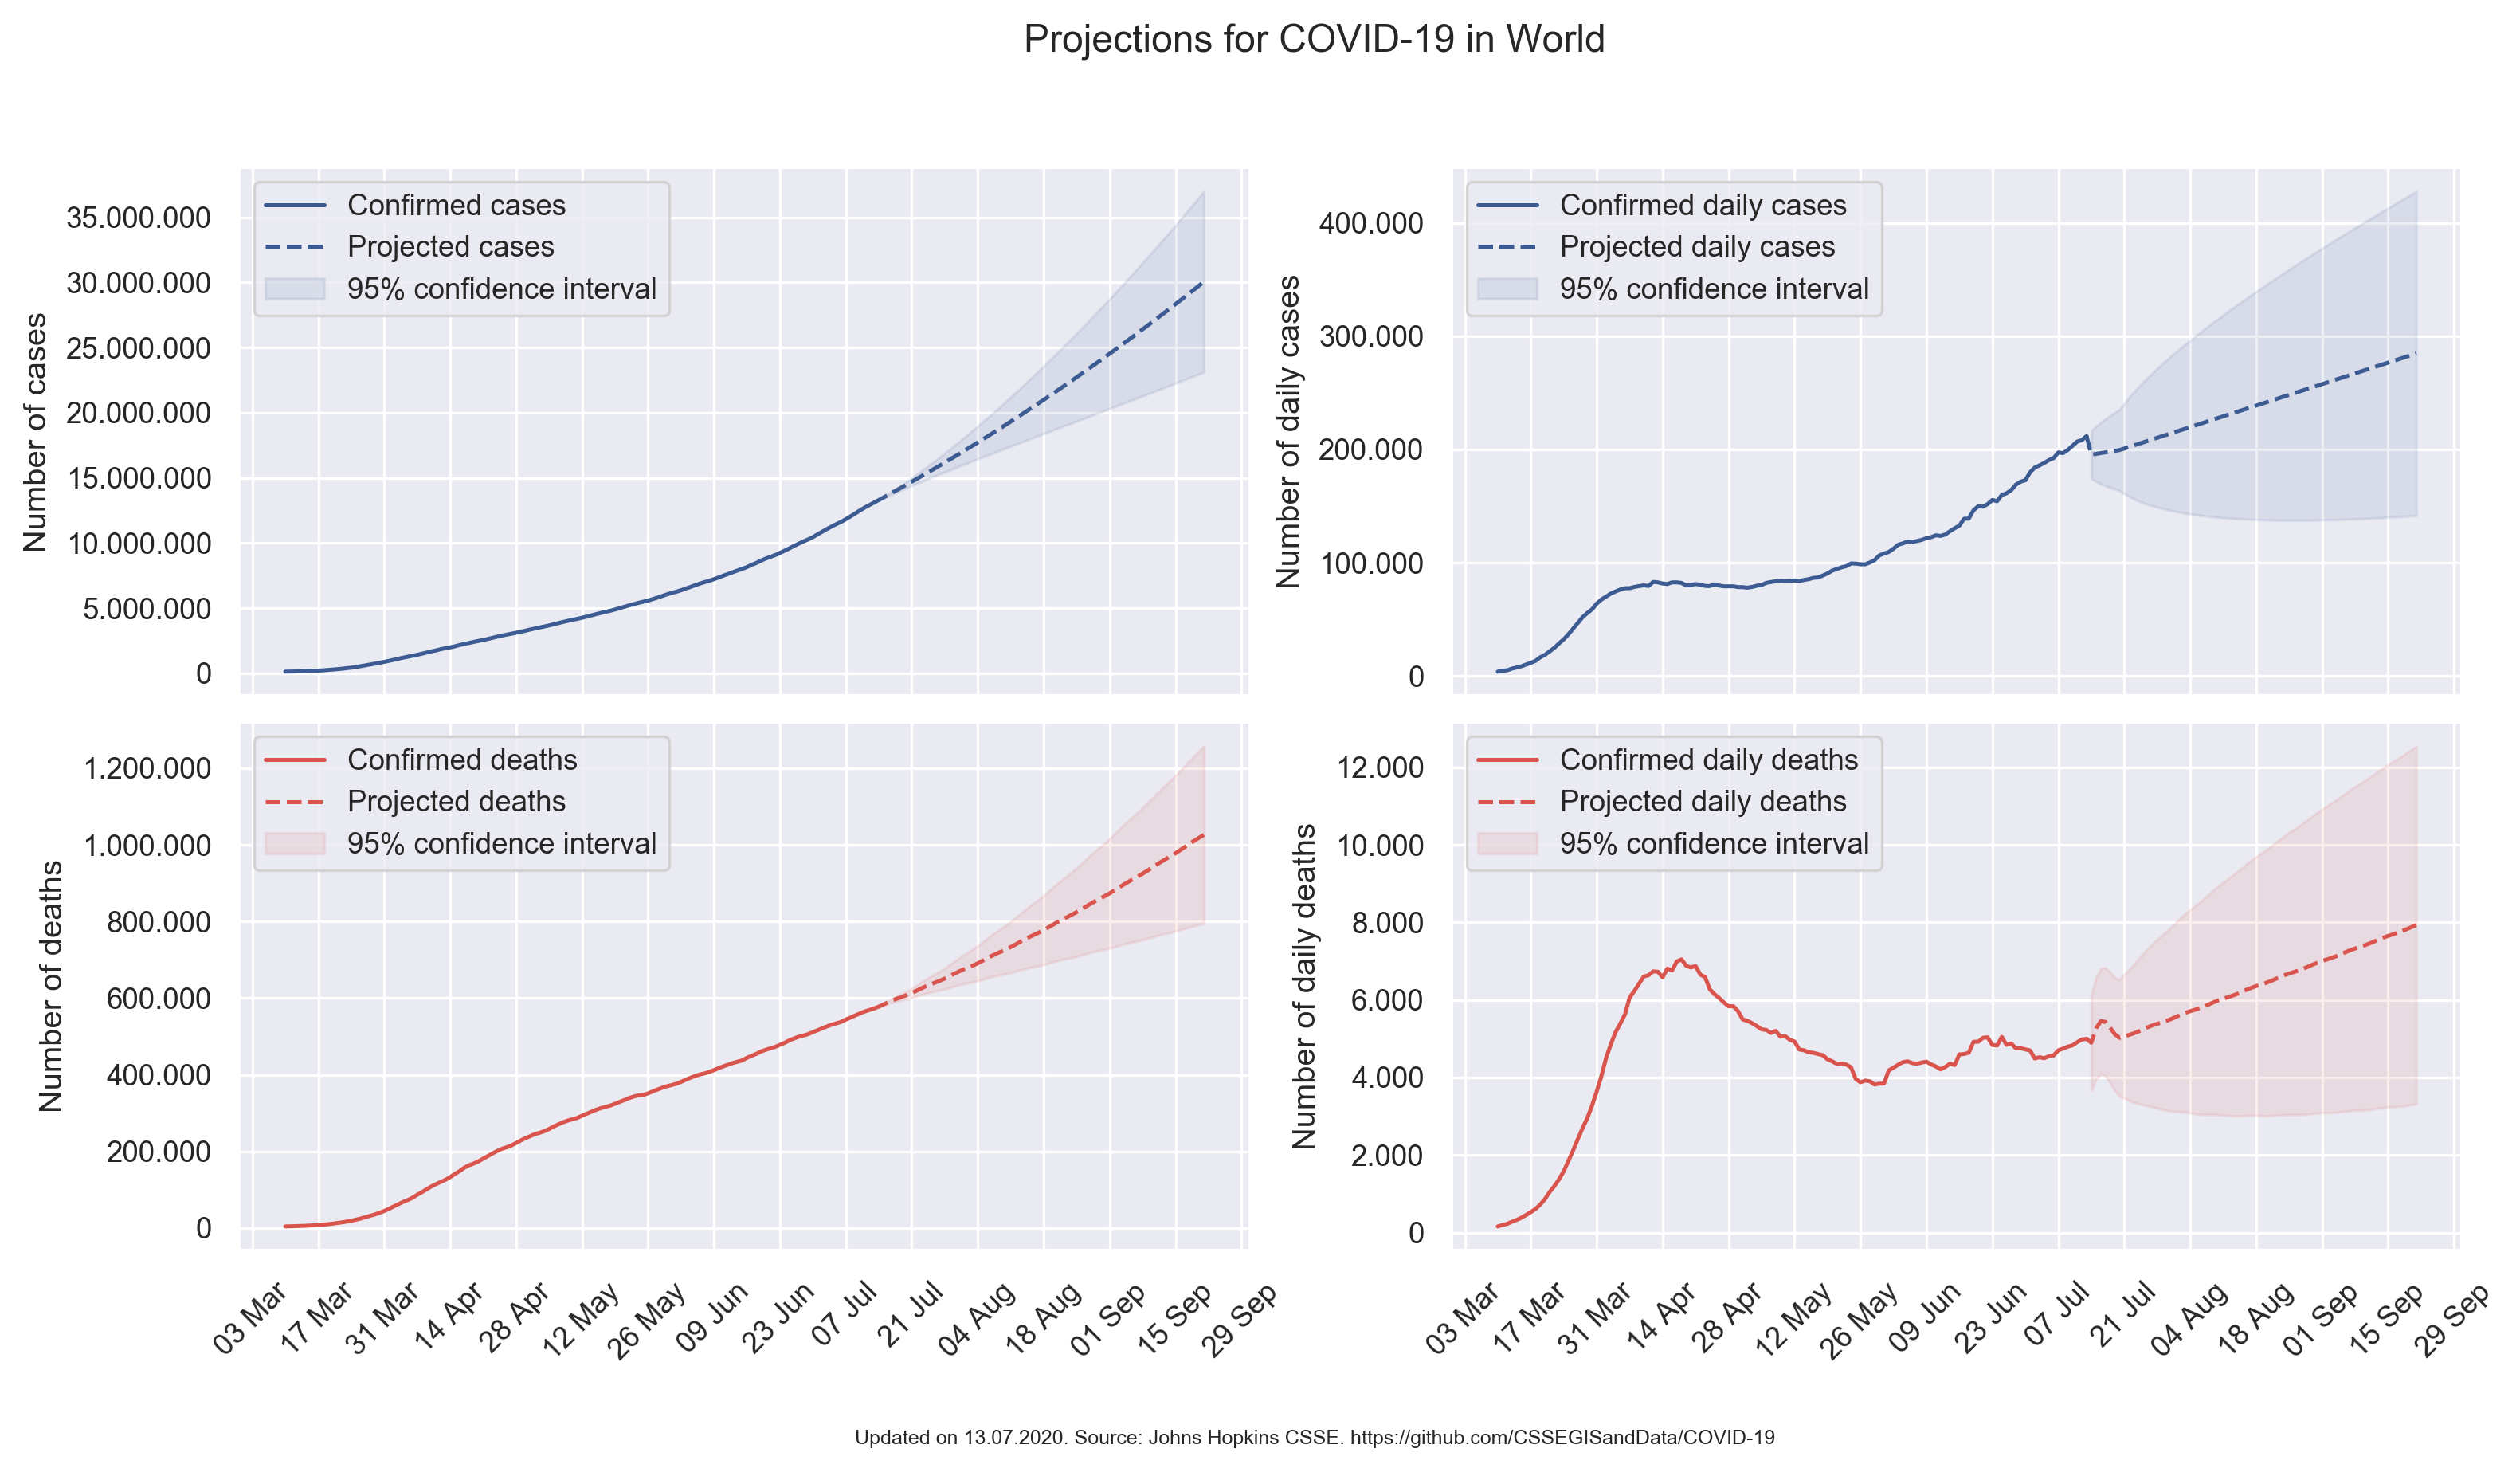 Projections for COVID-19 in World
Number of cases
35.000.000
30.000.000
25.000.000
20.000.000
15.000.000
10.000.000
5.000.000
0
Confirmed cases
Projected cases
95% confidence interval
Number of daily cases
400.000
300.000
200.000
100.000
0
Confirmed daily cases
Projected daily cases
95% confidence interval
Number of deaths
1.200.000
1.000.000
800.000
600.000
400.000
200.000
0
Confirmed deaths
Projected deaths
95% confidence interval
03 Mar
17 Mar
31 Mar
14 Apr
28 Apr
12 May
26 May
09 Jun
23 Jun
07 Jul
21 Jul
04 Aug
18 Aug
01 Sep
15 Sep
29 Sep
Number of daily deaths
12.000
10.000
8.000
6.000
4.000
2.000
0
Confirmed daily deaths
Projected daily deaths
95% confidence interval
03 Mar
17 Mar
31 Mar
14 Apr
28 Apr
12 May
26 May
09 Jun
23 Jun
07 Jul
21 Jul
04 Aug
18 Aug
01 Sep
15 Sep
29 Sep
Updated on 13.07.2020. Source: Johns Hopkins CSSE. https://github.com/CSSEGISandData/COVID-19